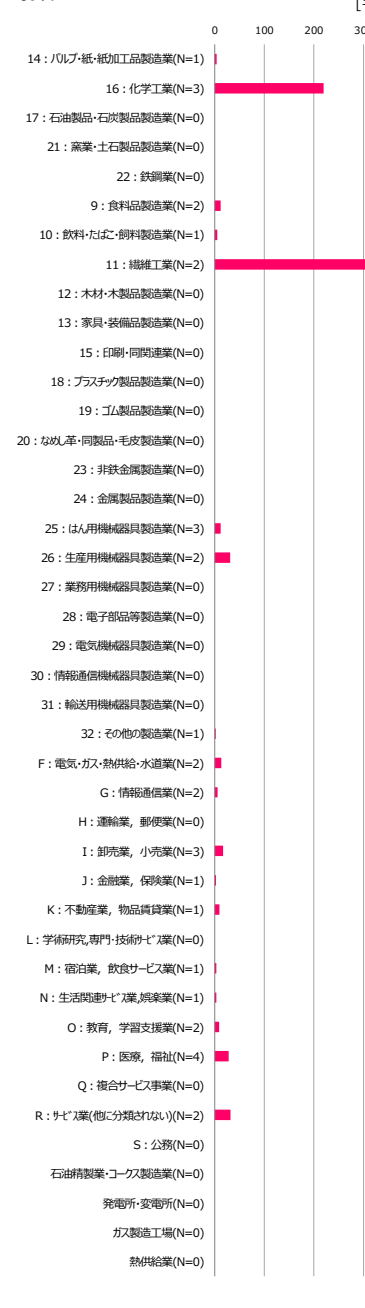 0 100 200 30
14：パルプ・紙・紙加工品製造業(N=1)
16：化学工業(N=3)
17：石油製品・石炭製品製造業(N=0)
21：窯業・土石製品製造業(N=0)
22：鉄鋼業(N=0)
9：食料品製造業(N=2)
10：飲料・たばこ・飼料製造業(N=1)
11：繊維工業(N=2)
12：木材・木製品製造業(N=0)
13：家具・装備品製造業(N=0)
15：印刷・同関連業(N=0)
18：プラスチック製品製造業(N=0)
19：ゴム製品製造業(N=0)
20：なめし革・同製品・毛皮製造業(N=0)
23：非鉄金属製造業(N=0)
24：金属製品製造業(N=0)
25：はん用機械器具製造業(N=3)
26：生産用機械器具製造業(N=2)
27：業務用機械器具製造業(N=0)
28：電子部品等製造業(N=0)
29：電気機械器具製造業(N=0)
30：情報通信機械器具製造業(N=0)
31：輸送用機械器具製造業(N=0)
32：その他の製造業(N=1)
F：電気・ガス・熱供給・水道業(N=2)
G：情報通信業(N=2)
H：運輸業，郵便業(N=0)
I：卸売業，小売業(N=3)
J：金融業，保険業(N=1)
K：不動産業，物品賃貸業(N=1)
L：学術研究,専門・技術サービス業(N=0)
M：宿泊業，飲食サービス業(N=1)
N：生活関連サービス業,娯楽業(N=1)
O：教育，学習支援業(N=2)
P：医療，福祉(N=4)
Q：複合サービス事業(N=0)
R：サービス業(他に分類されない)(N=2)
S：公務(N=0)
石油精製業・コークス製造業(N=0)
発電所・変電所(N=0)
ガス製造工場(N=0)
熱供給業(N=0)